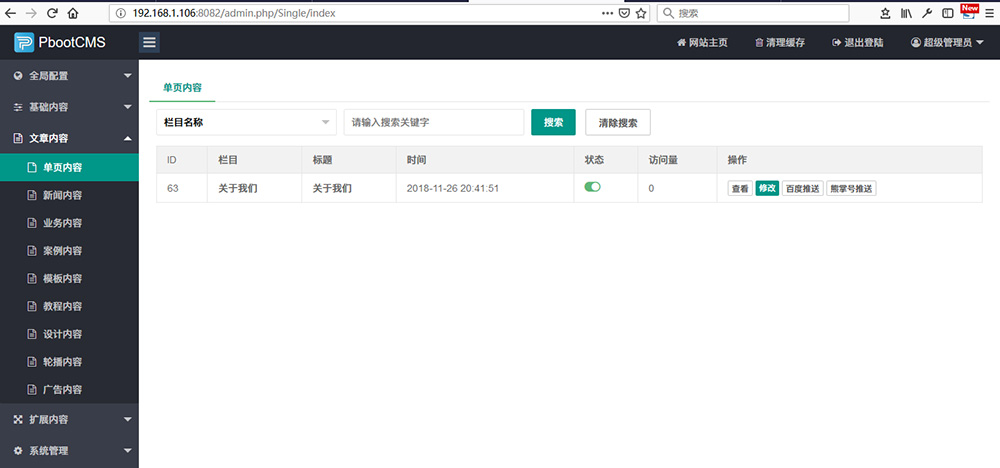 192.168.1.106:8082/admin.php/Single/index
搜索
New
PbootCMS
网站主页
清理缓存
退出登陆
超级管理员
全局配置
基础内容
文章内容
单页内容
新闻内容
业务内容
案例内容
模板内容
教程内容
设计内容
轮播内容
广告内容
扩展内容
系统管理
单页内容
栏目名称 请输入搜索关键字 搜索 清除搜索
ID 栏目 标题 时间 状态 访问量 操作
63 关于我们 关于我们 2018-11-26 20:41:51 0 查看 修改 百度推送 熊掌号推送